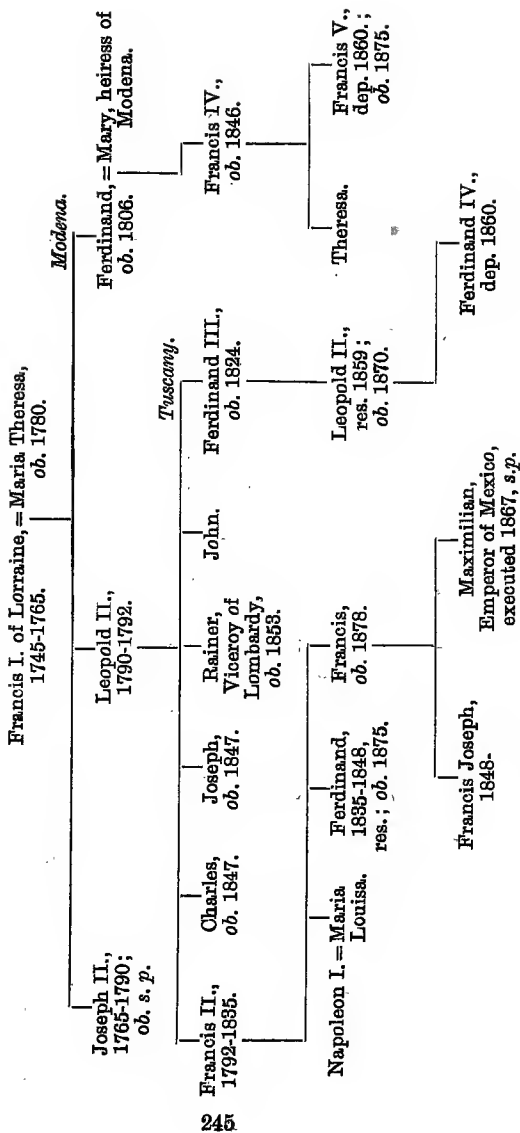 Francis I. of Lorraine, = Maria Theresa,
1745-1765.
ob. 1780.
Joseph II.,
1765-1790;
ob. s. p.
Leopold II.,
1790-1792.
Modena.
Ferdinand, = Mary, heiress of
ob. 1806.
Modena.
Francis II.,
1792-1835.
Charles,
ob. 1847.
Joseph,
ob. 1847.
Rainer,
Viceroy of
Lombardy,
ob. 1853.
John.
Tuscany.
Ferdinand III.,
ob. 1824.
Francis IV.,
ob. 1846.
Napoleon I. = Maria
Louisa.
Ferdinand,
1835-1848,
res.; ob. 1875.
Francis,
ob. 1878.
Leopold II.,
res. 1859;
ob. 1870.
Theresa.
Francis V.,
dep. 1860.;
ob. 1875.
Francis Joseph,
1848-
Maximilian,
Emperor of Mexico,
executed 1867, s.p.
Ferdinand IV.,
dep. 1860.
245